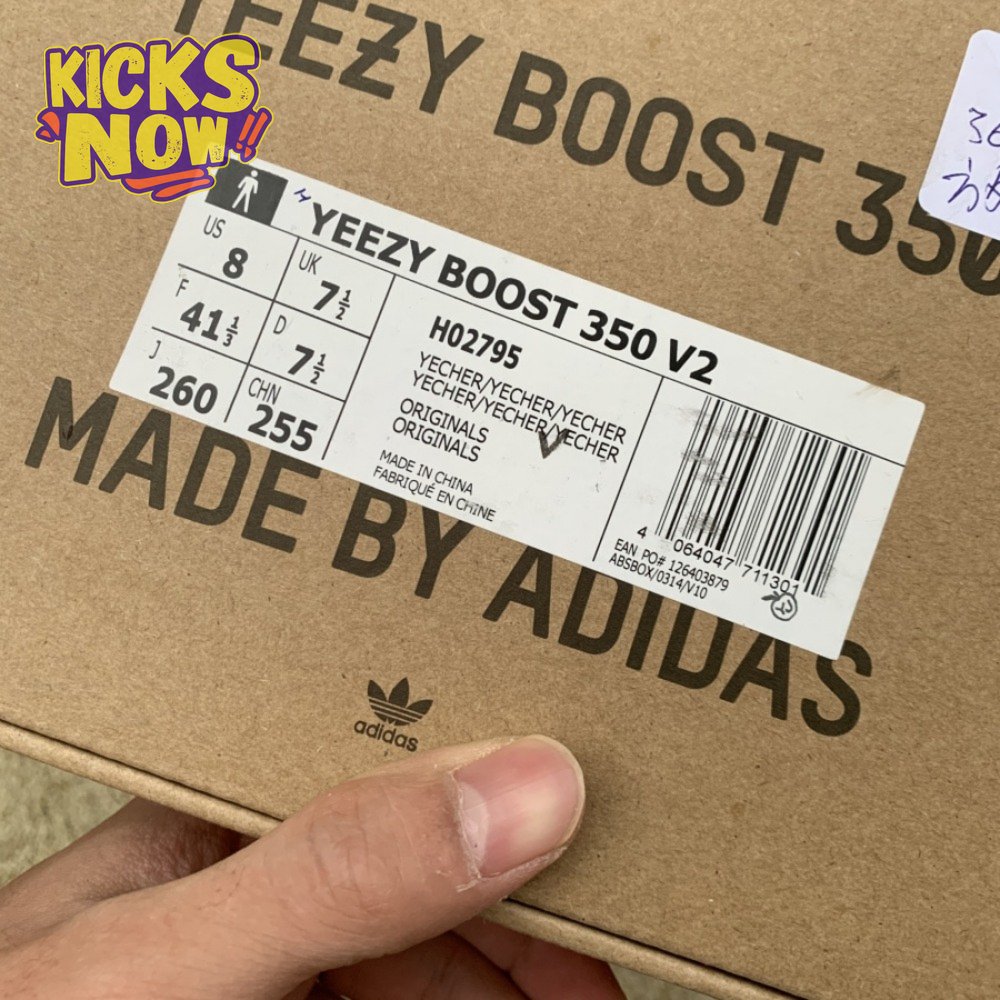 KICKS
NOW!!
YEEZY BOOST 350
YEEZY BOOST 350 V2
US
8
UK
7½
F
41⅓
D
7½
J
260
CHN
255
H02795
YECHER/YECHER/YECHER
YECHER/YECHER/YECHER
ORIGINALS
ORIGINALS
MADE IN CHINA
FABRIQUÉ EN CHINE
4 064047 711301
EAN PO# 126403879
ABSBOX/0314/V10
MADE BY ADIDAS
adidas